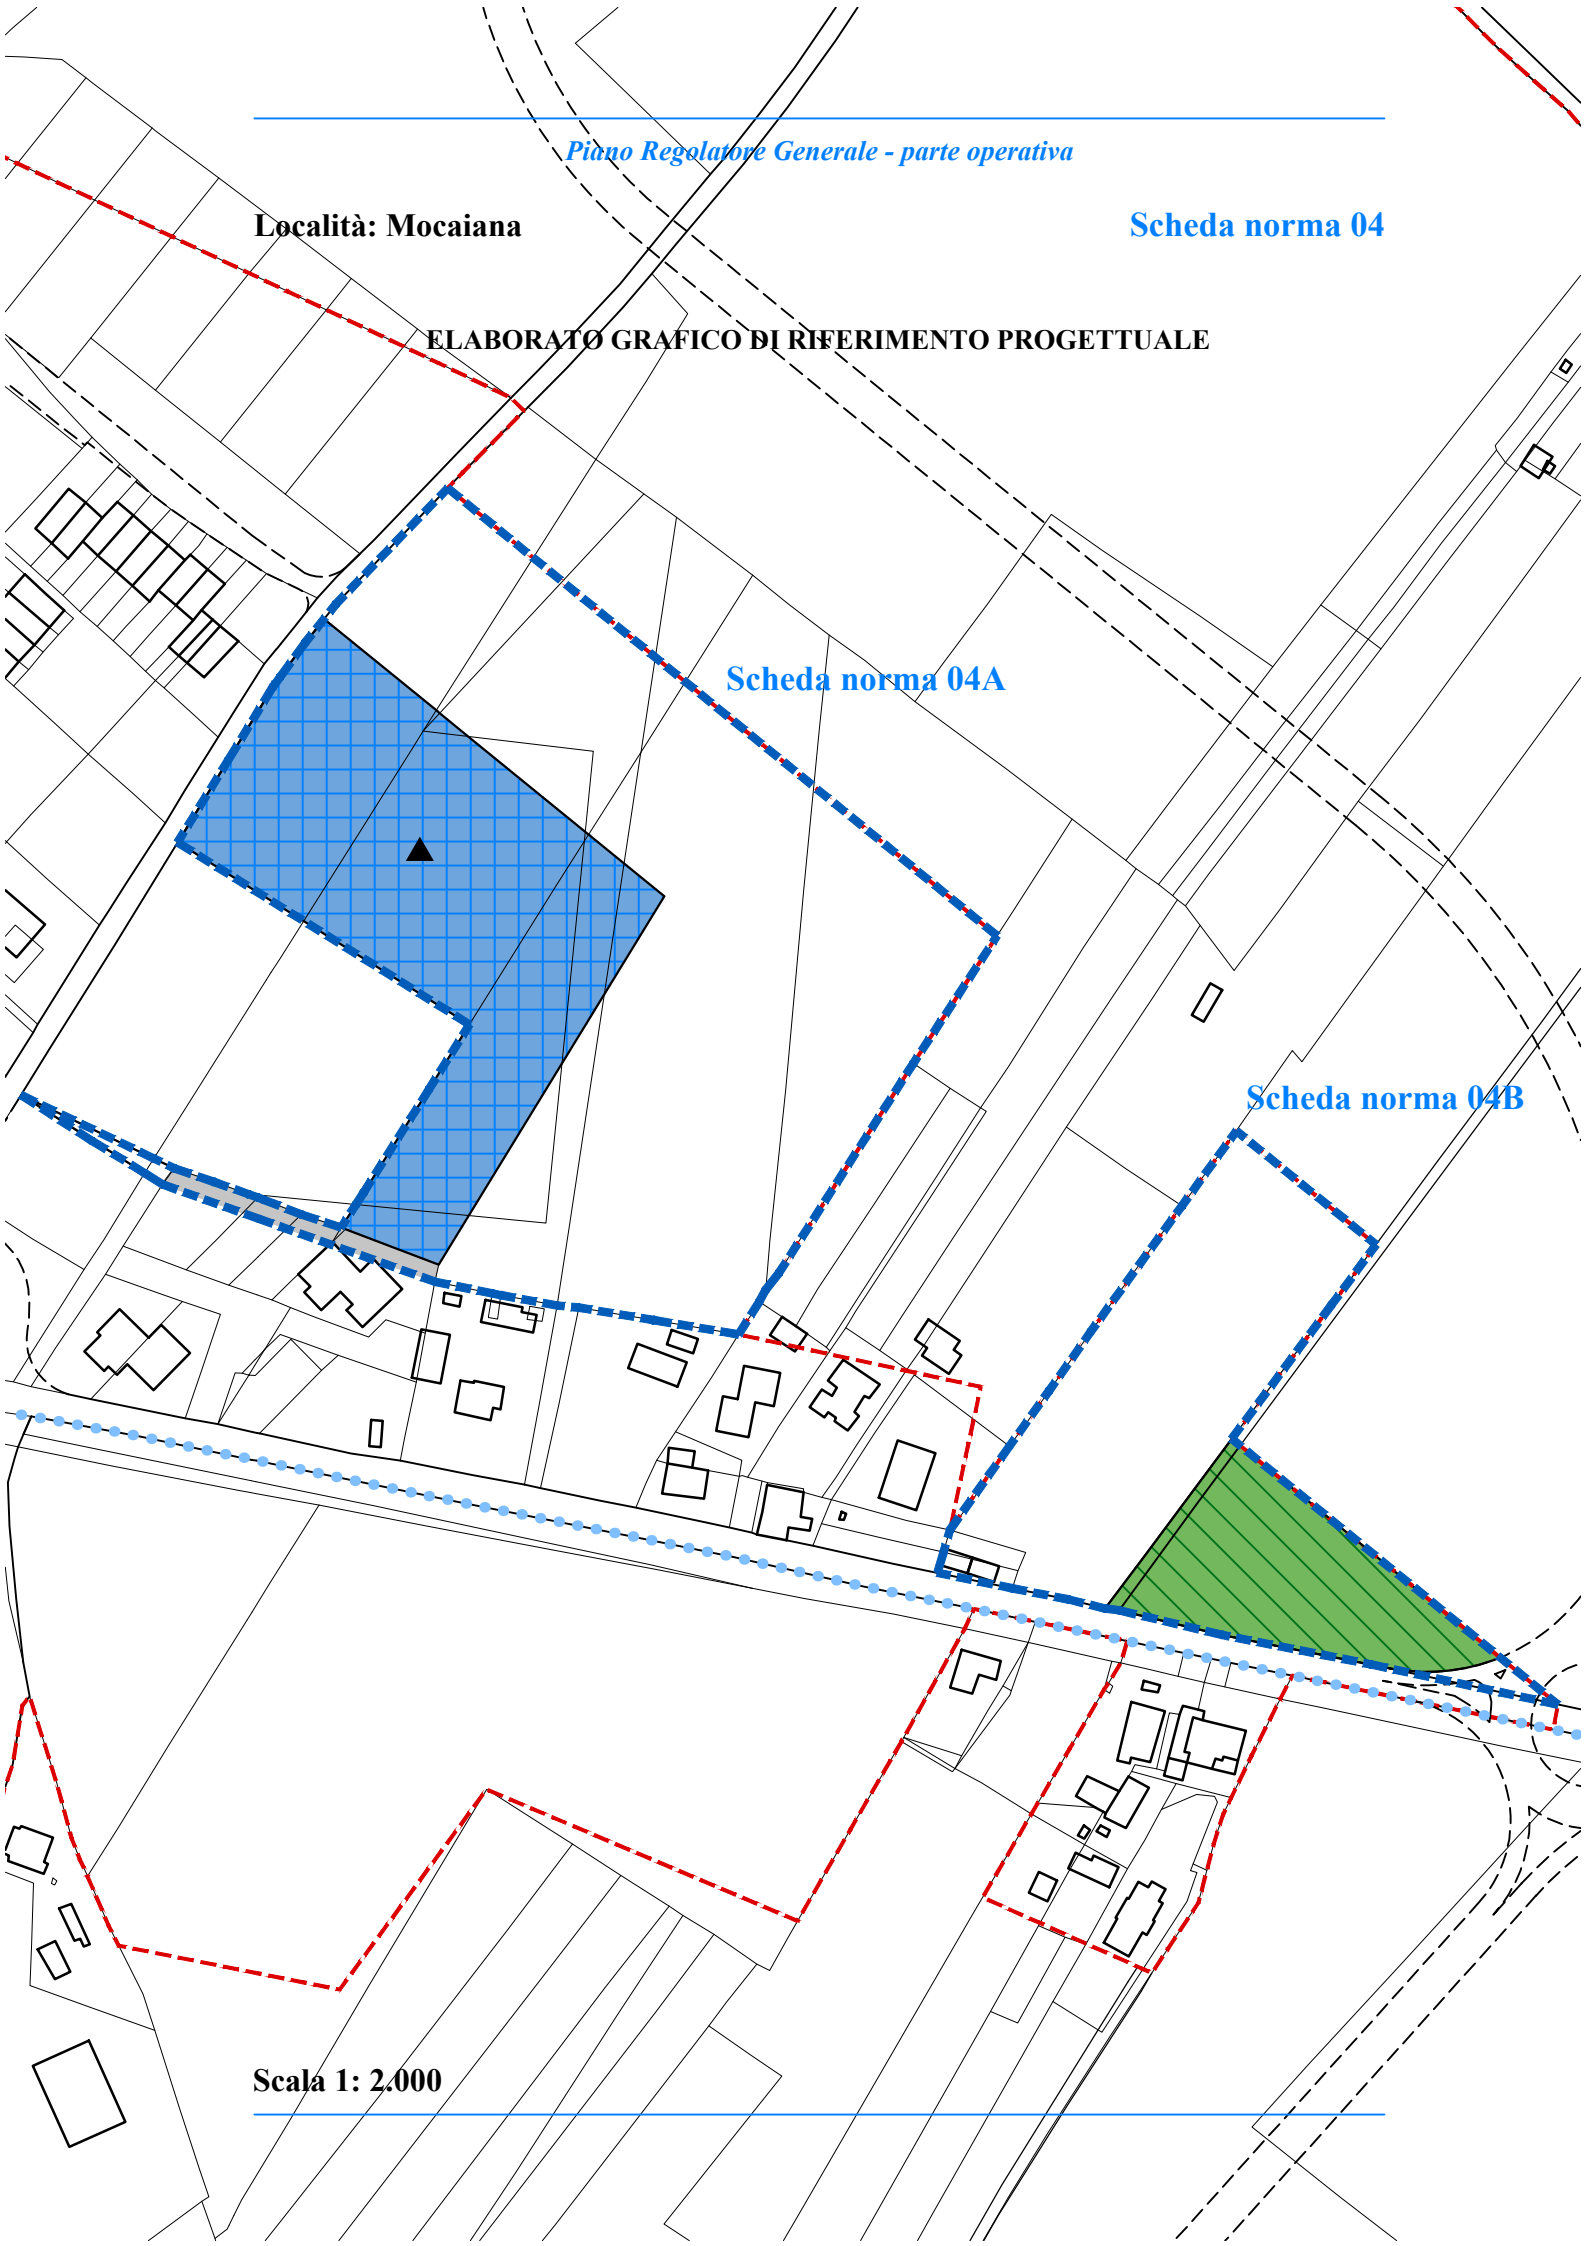 Piano Regolatore Generale - parte operativa
Località: Mocaiana
Scheda norma 04
ELABORATO GRAFICO DI RIFERIMENTO PROGETTUALE
Scheda norma 04A
Scheda norma 04B
Scala 1: 2.000